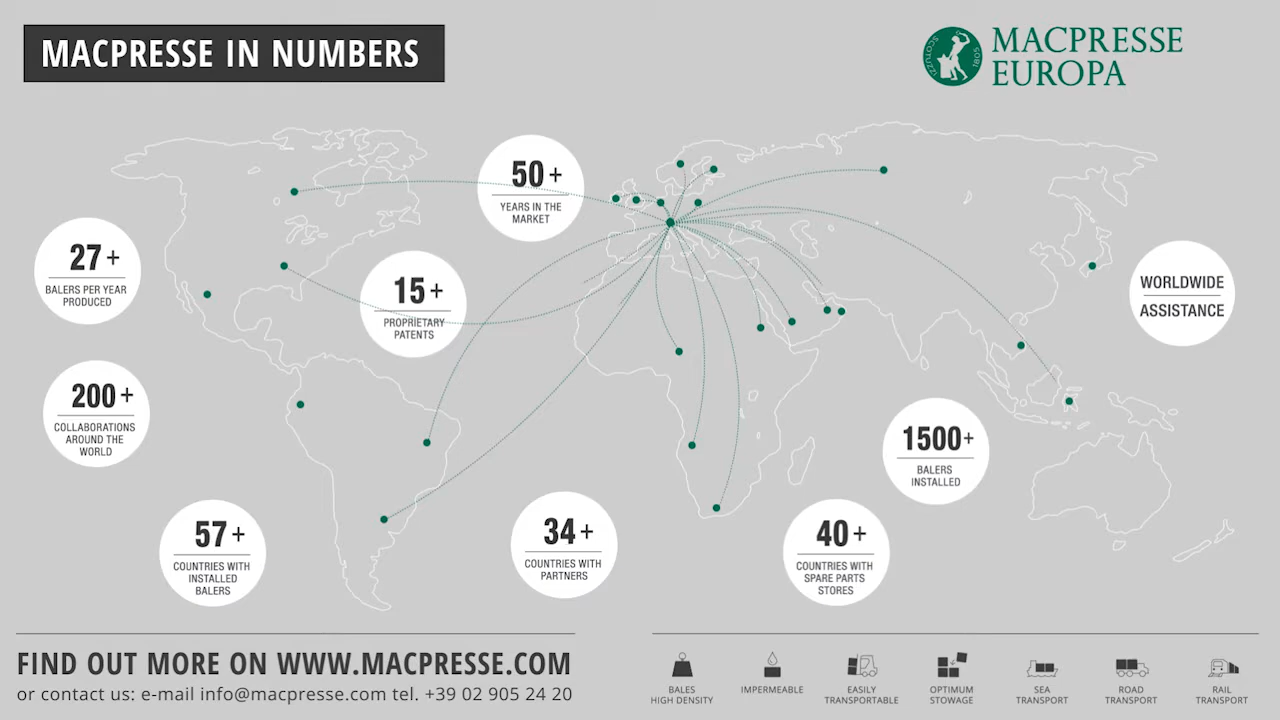 MACPRESSE IN NUMBERS
SCOTUZZI
1805
MACPRESSE
EUROPA
50+
YEARS IN THE
MARKET
27+
BALERS PER YEAR
PRODUCED
15+
PROPRIETARY
PATENTS
WORLDWIDE
ASSISTANCE
200+
COLLABORATIONS
AROUND THE
WORLD
1500+
BALERS
INSTALLED
57+
COUNTRIES WITH
INSTALLED
BALERS
34+
COUNTRIES WITH
PARTNERS
40+
COUNTRIES WITH
SPARE PARTS
STORES
FIND OUT MORE ON WWW.MACPRESSE.COM
or contact us: e-mail info@macpresse.com tel. +39 02 905 24 20
BALES
HIGH DENSITY
IMPERMEABLE
EASILY
TRANSPORTABLE
OPTIMUM
STOWAGE
SEA
TRANSPORT
ROAD
TRANSPORT
RAIL
TRANSPORT